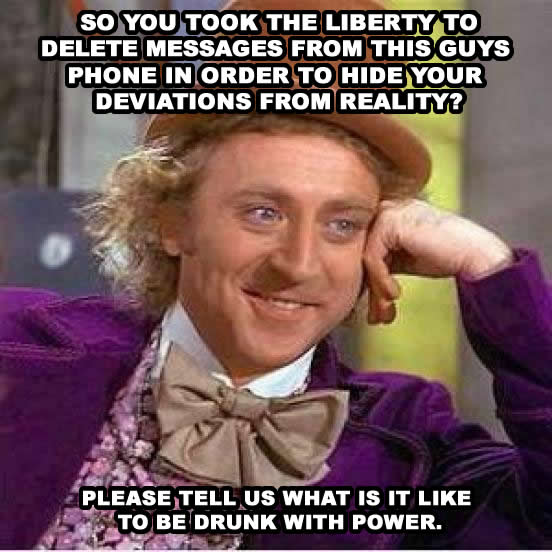 SO YOU TOOK THE LIBERTY TO
DELETE MESSAGES FROM THIS GUYS
PHONE IN ORDER TO HIDE YOUR
DEVIATIONS FROM REALITY?
PLEASE TELL US WHAT IS IT LIKE
TO BE DRUNK WITH POWER.